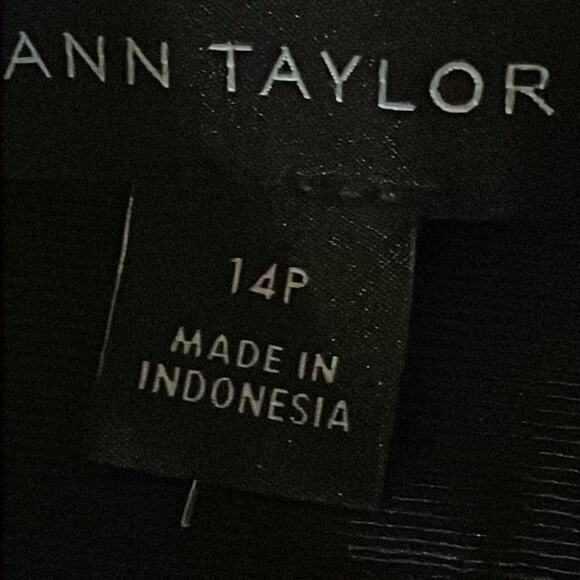 ANN TAYLOR
14P
MADE IN
INDONESIA